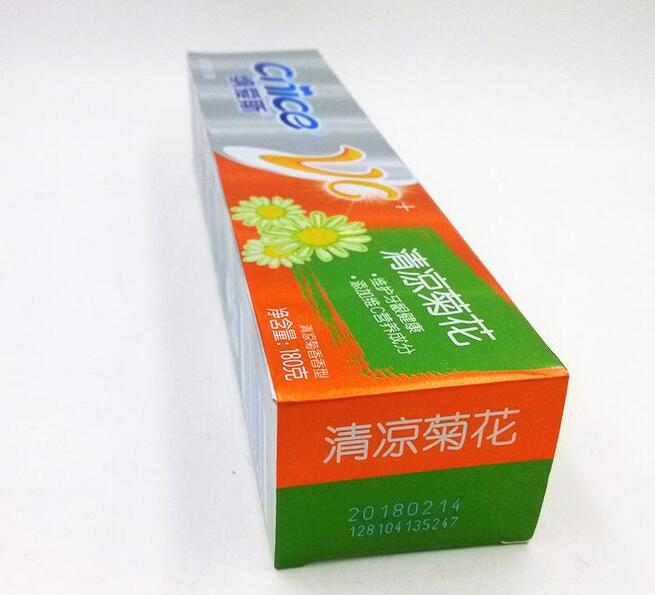 cnice
纳爱斯
VC+
清凉菊花
·维护牙龈健康
·添加维C营养成分
清凉菊香香型
净含量:180克
清凉菊花
20180214
128104135247